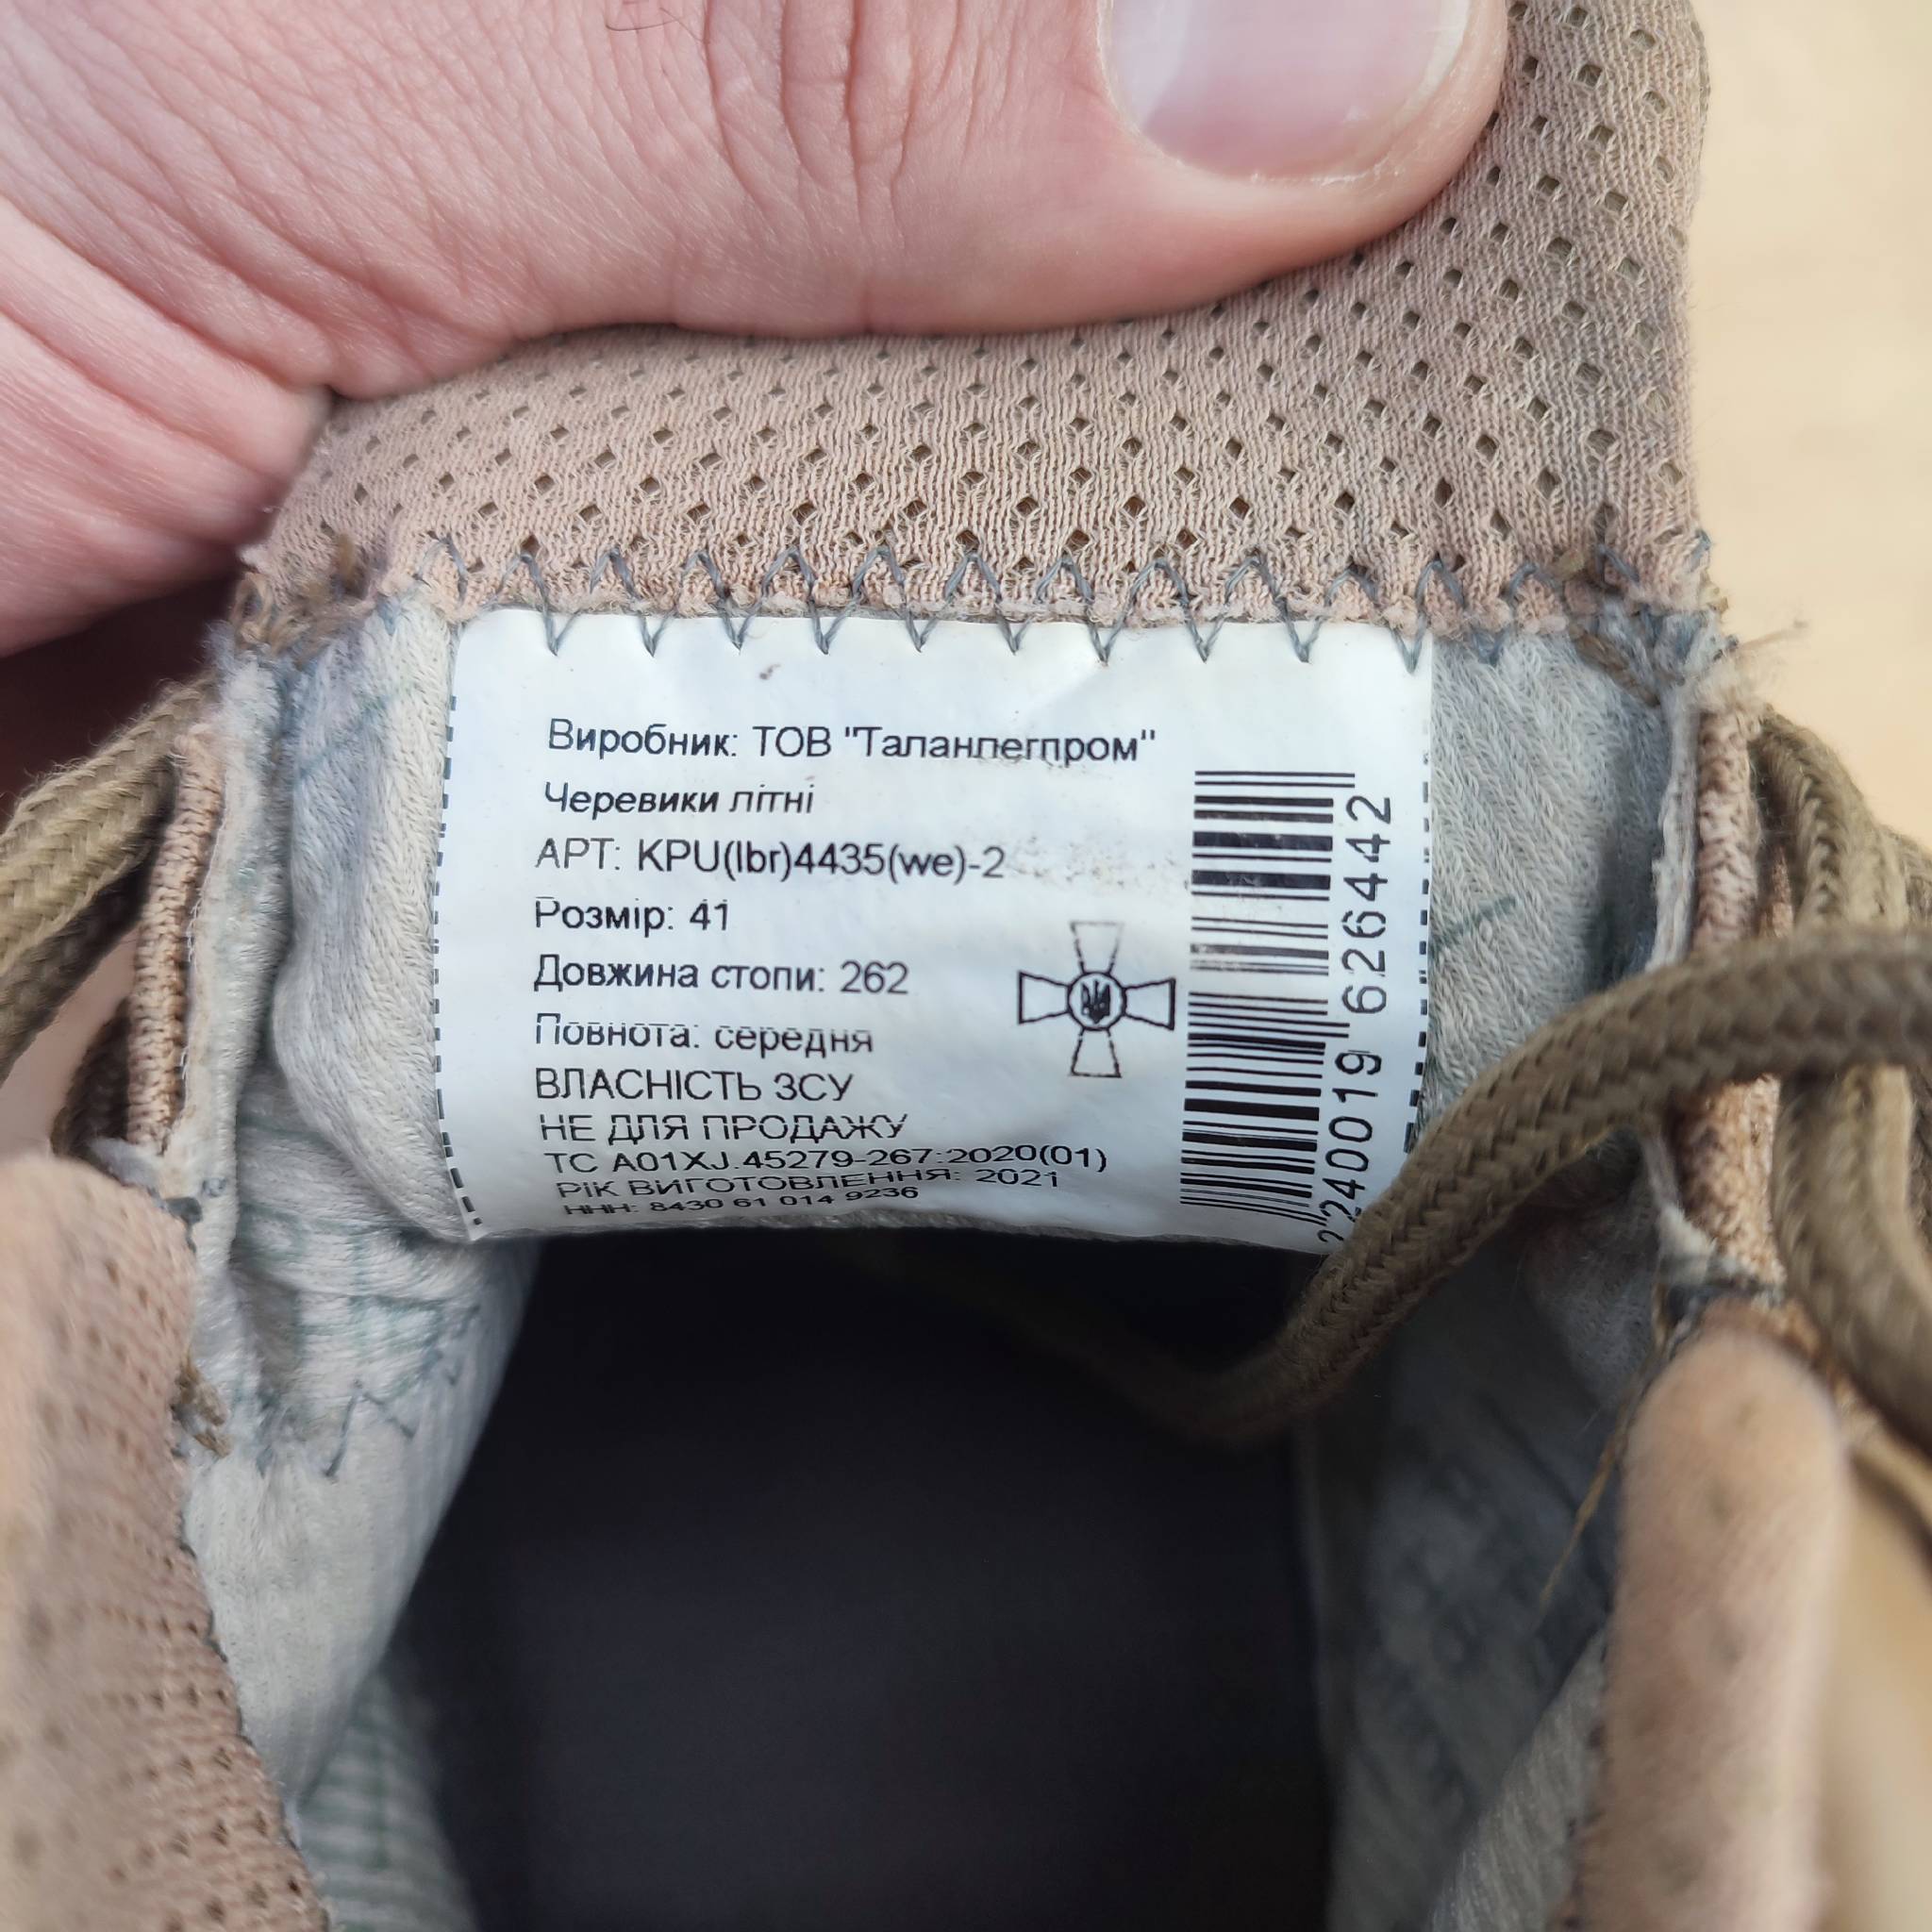 Виробник: ТОВ "Таланлегпром"
Черевики літні
АРТ: KPU(lbr)4435(we)-2
Розмір: 41
Довжина стопи: 262
Повнота: середня
ВЛАСНІСТЬ ЗСУ
НЕ ДЛЯ ПРОДАЖУ
ТС А01XJ.45279-267:2020(01)
РІК ВИГОТОВЛЕННЯ: 2021
ННН: 8430 61 014 9236
2 240019 626442